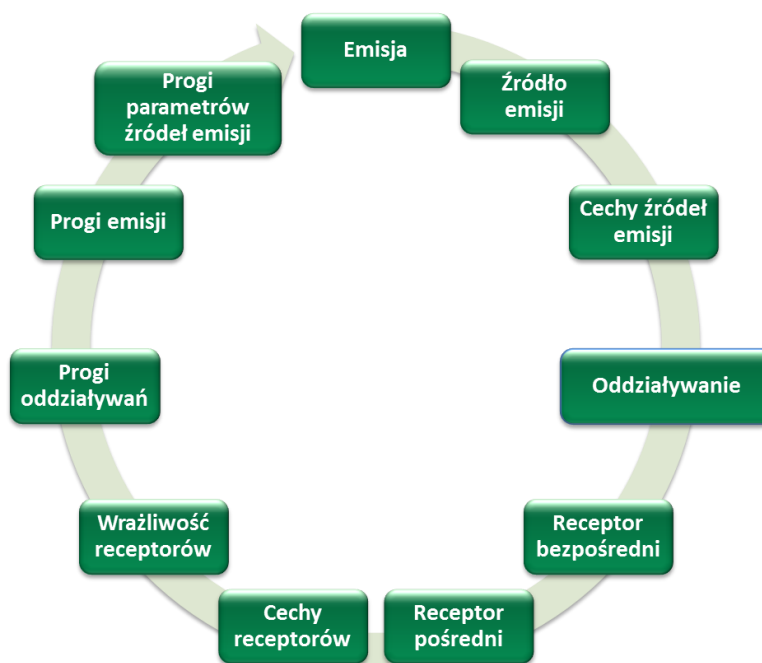 Emisja
Źródło
emisji
Cechy źródeł
emisji
Oddziaływanie
Receptor
bezpośredni
Receptor
pośredni
Cechy
receptorów
Wrażliwość
receptorów
Progi
oddziaływań
Progi emisji
Progi
parametrów
źródeł emisji